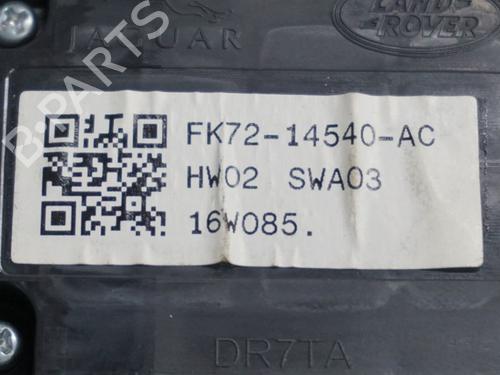 JAGUAR
LAND-
ROVER
FK72-14540-AC
HW02 SWA03
16W085.
DR7TA
B-PARTS